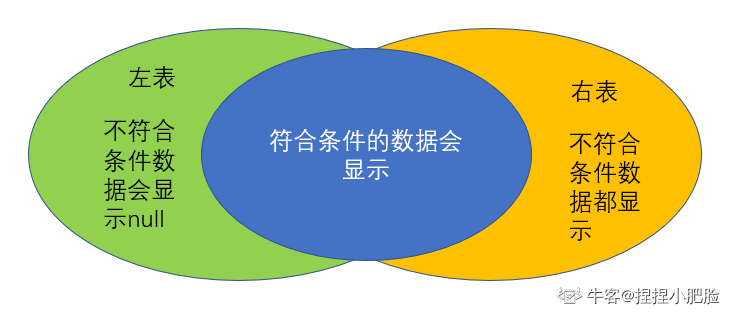 左表
不符合
条件数
据会显
示null
符合条件的数据会
显示
右表
不符合
条件数
据都显
示
牛客@捏捏小肥脸